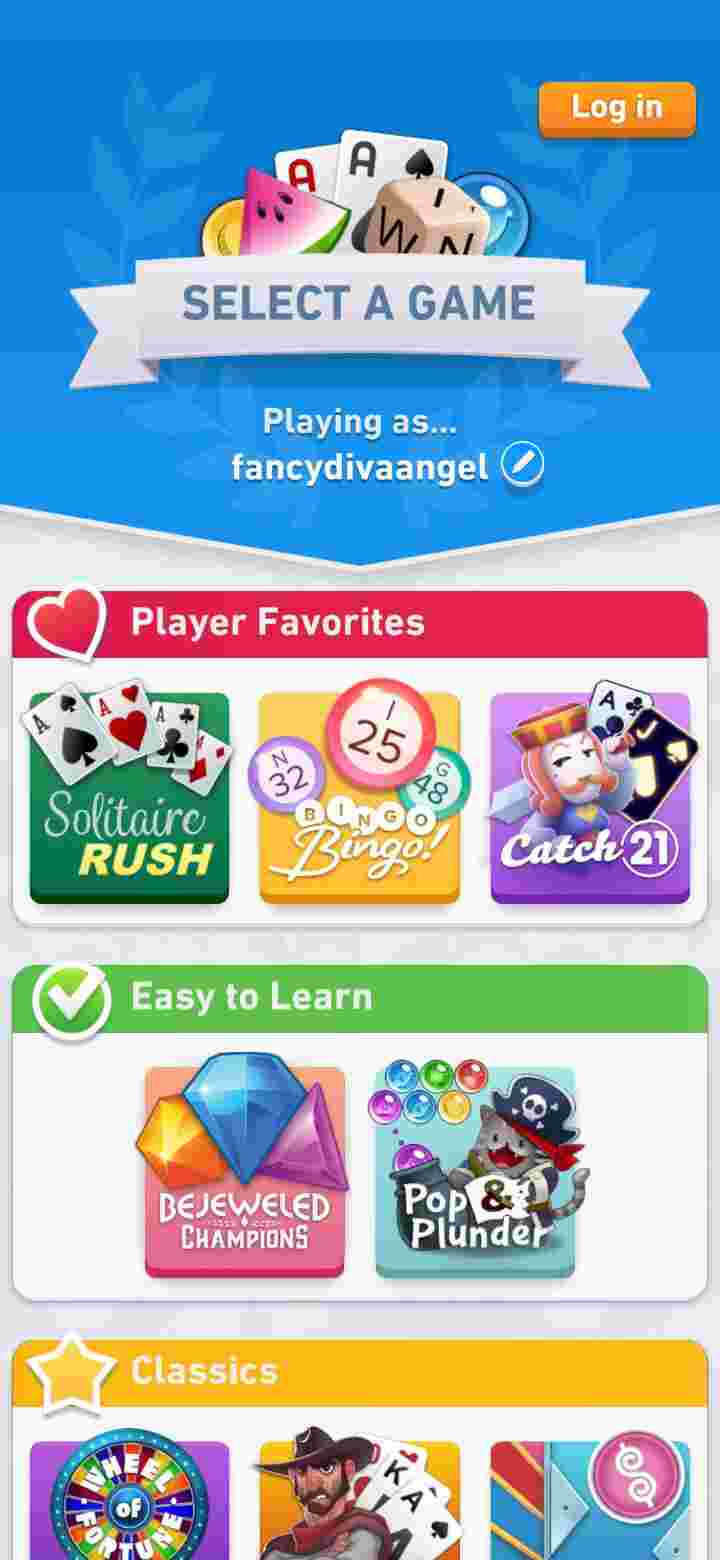 Log in
A A
W I N
SELECT A GAME
Playing as...
fancydivaangel
Player Favorites
A A A A
Solitaire
RUSH
I
25
N
32
G
48
BINGO
Bingo!
A J
Catch 21
Easy to Learn
BEJEWELED
CHAMPIONS
Pop &
Plunder
Classics
WHEEL
OF
FORTUNE
K
A